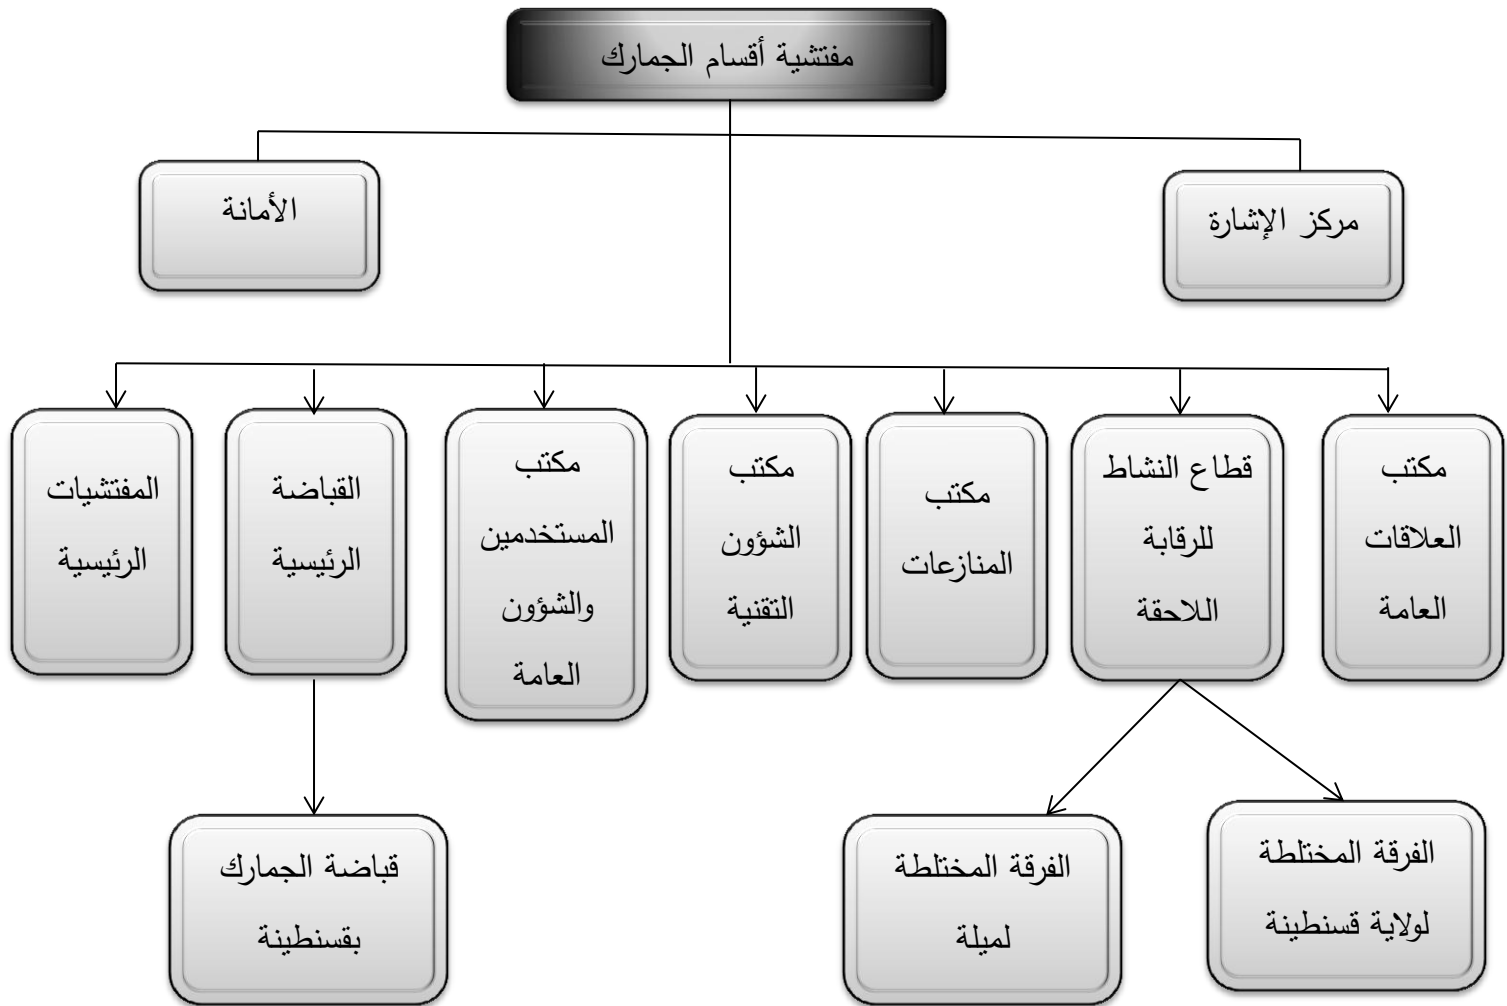 مفتشية أقسام الجمارك
مركز الإشارة
الأمانة
مكتب
العلاقات
العامة
قطاع النشاط
للرقابة
اللاحقة
مكتب
المنازعات
مكتب
الشؤون
التقنية
مكتب
المستخدمين
والشؤون
العامة
القباضة
الرئيسية
المفتشيات
الرئيسية
الفرقة المختلطة
لولاية قسنطينة
الفرقة المختلطة
لميلة
قباضة الجمارك
بقسنطينة